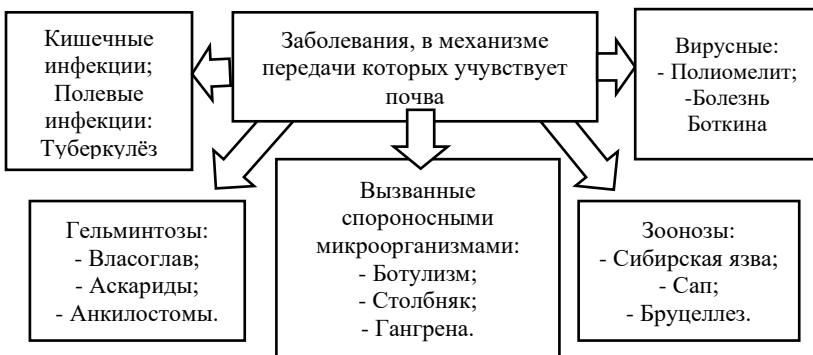 Кишечные
инфекции;
Полевые
инфекции:
Туберкулёз
Заболевания, в механизме
передачи которых учувствует
почва
Вирусные:
- Полиомелит;
-Болезнь
Боткина
Гельминтозы:
- Власоглав;
- Аскариды;
- Анкилостомы.
Вызванные
спороносными
микроорганизмами:
- Ботулизм;
- Столбняк;
- Гангрена.
Зоонозы:
- Сибирская язва;
- Сап;
- Бруцеллез.